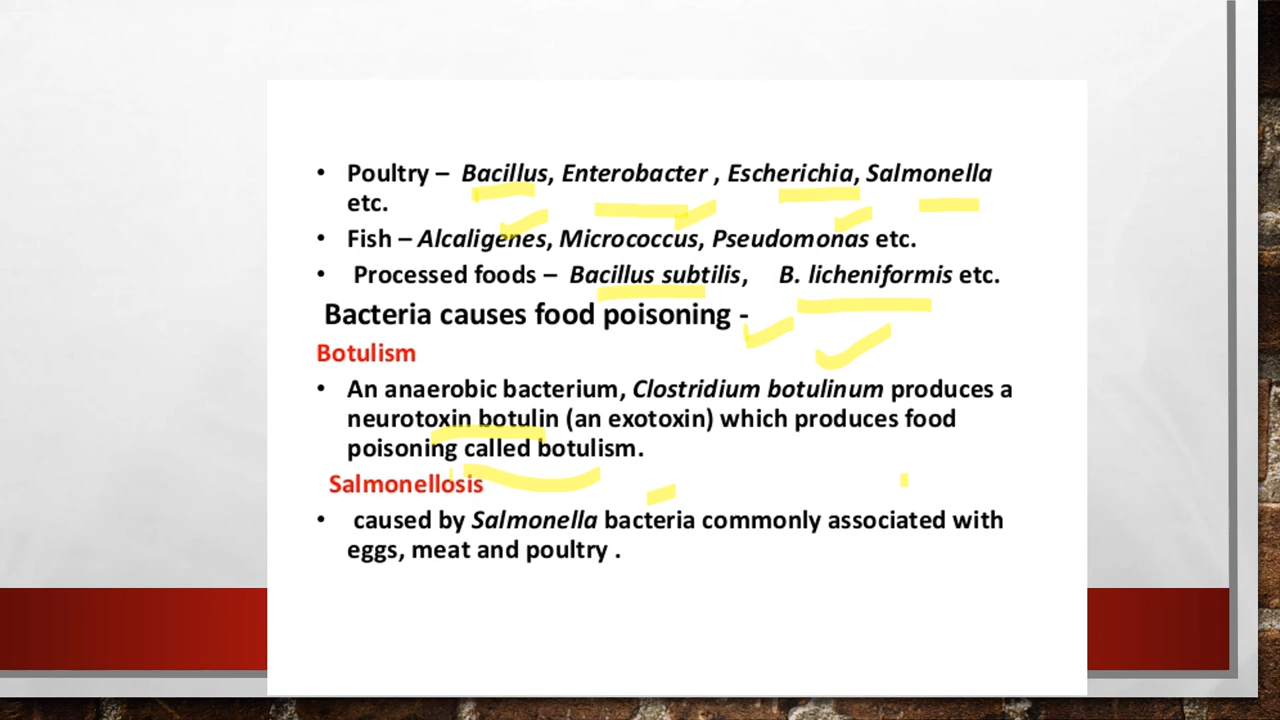 • Poultry – Bacillus, Enterobacter , Escherichia, Salmonella
etc.
• Fish – Alcaligenes, Micrococcus, Pseudomonas etc.
• Processed foods – Bacillus subtilis, B. licheniformis etc.
Bacteria causes food poisoning -
Botulism
• An anaerobic bacterium, Clostridium botulinum produces a
neurotoxin botulin (an exotoxin) which produces food
poisoning called botulism.
Salmonellosis
• caused by Salmonella bacteria commonly associated with
eggs, meat and poultry .